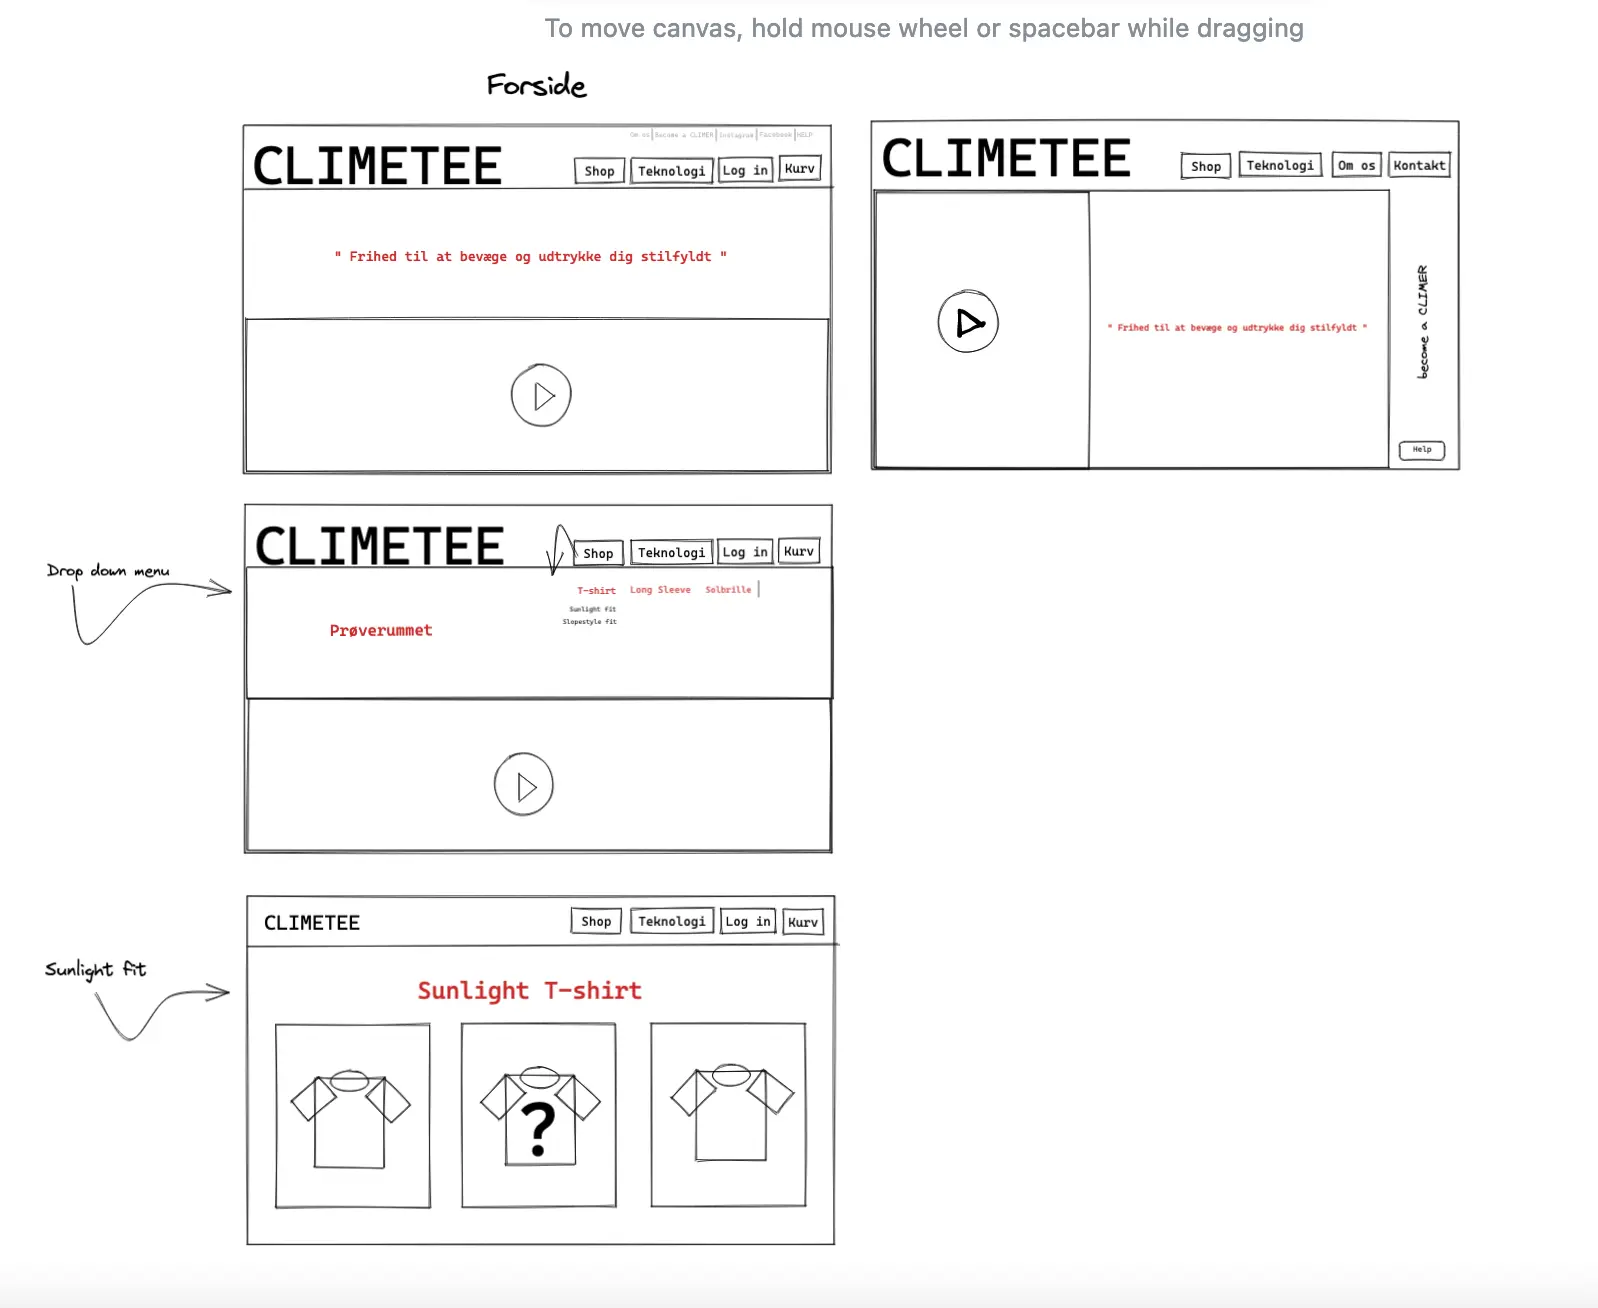 To move canvas, hold mouse wheel or spacebar while dragging
Forside
Om os Become a CLIMER Instagram Facebook HELP
CLIMETEE
Shop Teknologi Log in Kurv
" Frihed til at bevæge og udtrykke dig stilfyldt "
CLIMETEE
Shop Teknologi Om os Kontakt
" Frihed til at bevæge og udtrykke dig stilfyldt "
become a CLIMER
Help
Drop down menu
CLIMETEE
Shop Teknologi Log in Kurv
T-shirt Long Sleeve Solbrille
Sunlight fit
Slopestyle fit
Prøverummet
Sunlight fit
CLIMETEE
Shop Teknologi Log in Kurv
Sunlight T-shirt
?